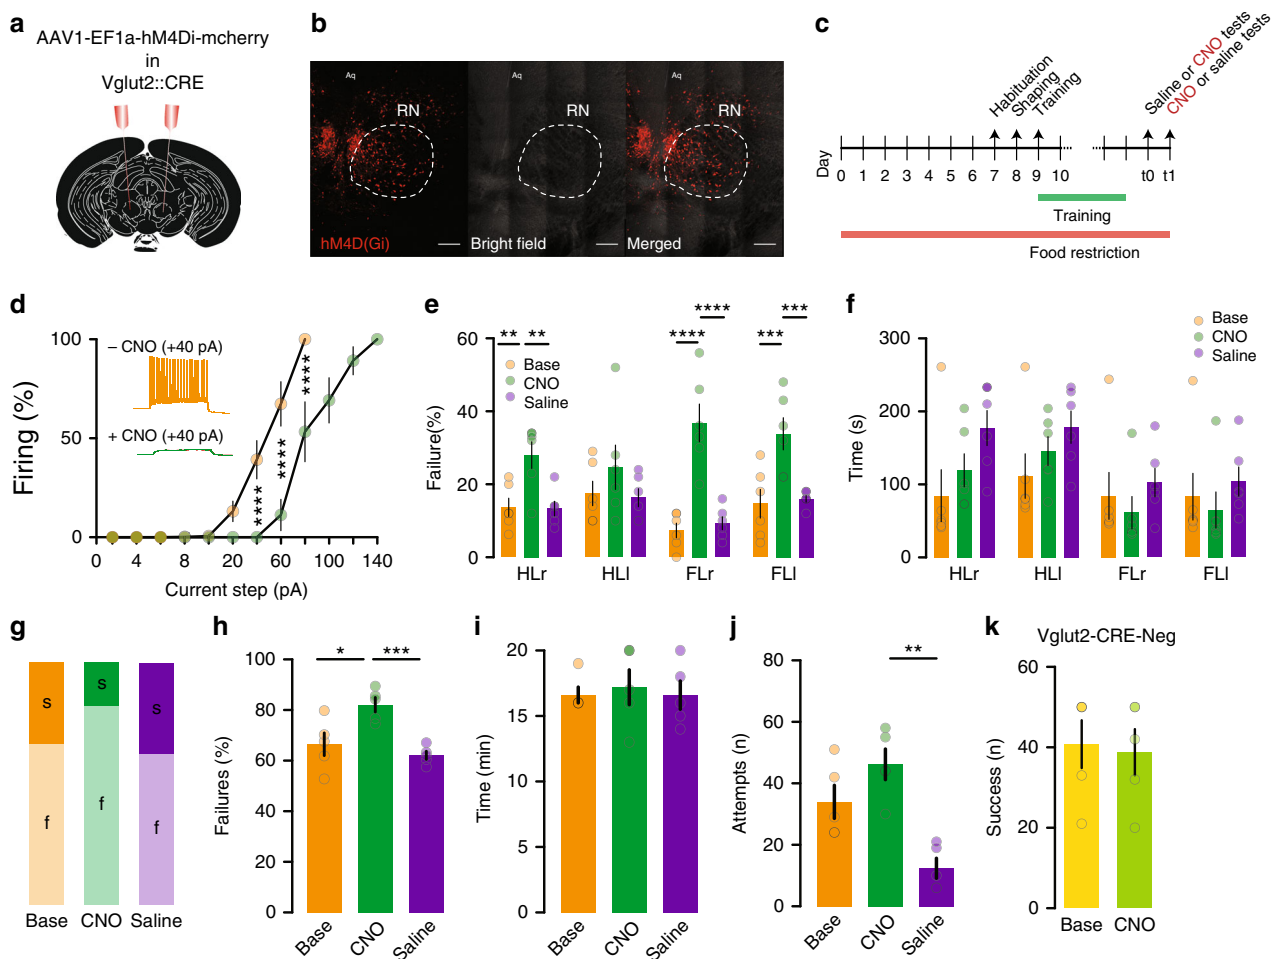 a
AAV1-EF1a-hM4Di-mcherry
in
Vglut2::CRE
b
Aq
RN
hM4D(Gi)
Aq
Bright field
RN
Merged
c
Habituation
Shaping
Training
Saline or CNO tests
CNO or saline tests
Day
0 1 2 3 4 5 6 7 8 9 10 t0 t1
Training
Food restriction
d
Firing (%)
100
50
0
– CNO (+40 pA)
+ CNO (+40 pA)
****
****
****
0 4 8 20 60 100 140
Current step (pA)
e
Failure(%)
60
40
20
0
** **
**** ****
*** ***
Base
CNO
Saline
HLr HLl FLr FLl
f
Time (s)
300
200
100
0
Base
CNO
Saline
HLr HLl FLr FLl
g
s s s
f f f
Base CNO Saline
h
Failures (%)
100
80
60
40
20
0
* ***
Base CNO Saline
i
Time (min)
20
15
10
5
0
Base CNO Saline
j
Attempts (n)
80
60
40
20
0
**
Base CNO Saline
k
Vglut2-CRE-Neg
Success (n)
60
40
20
0
Base CNO